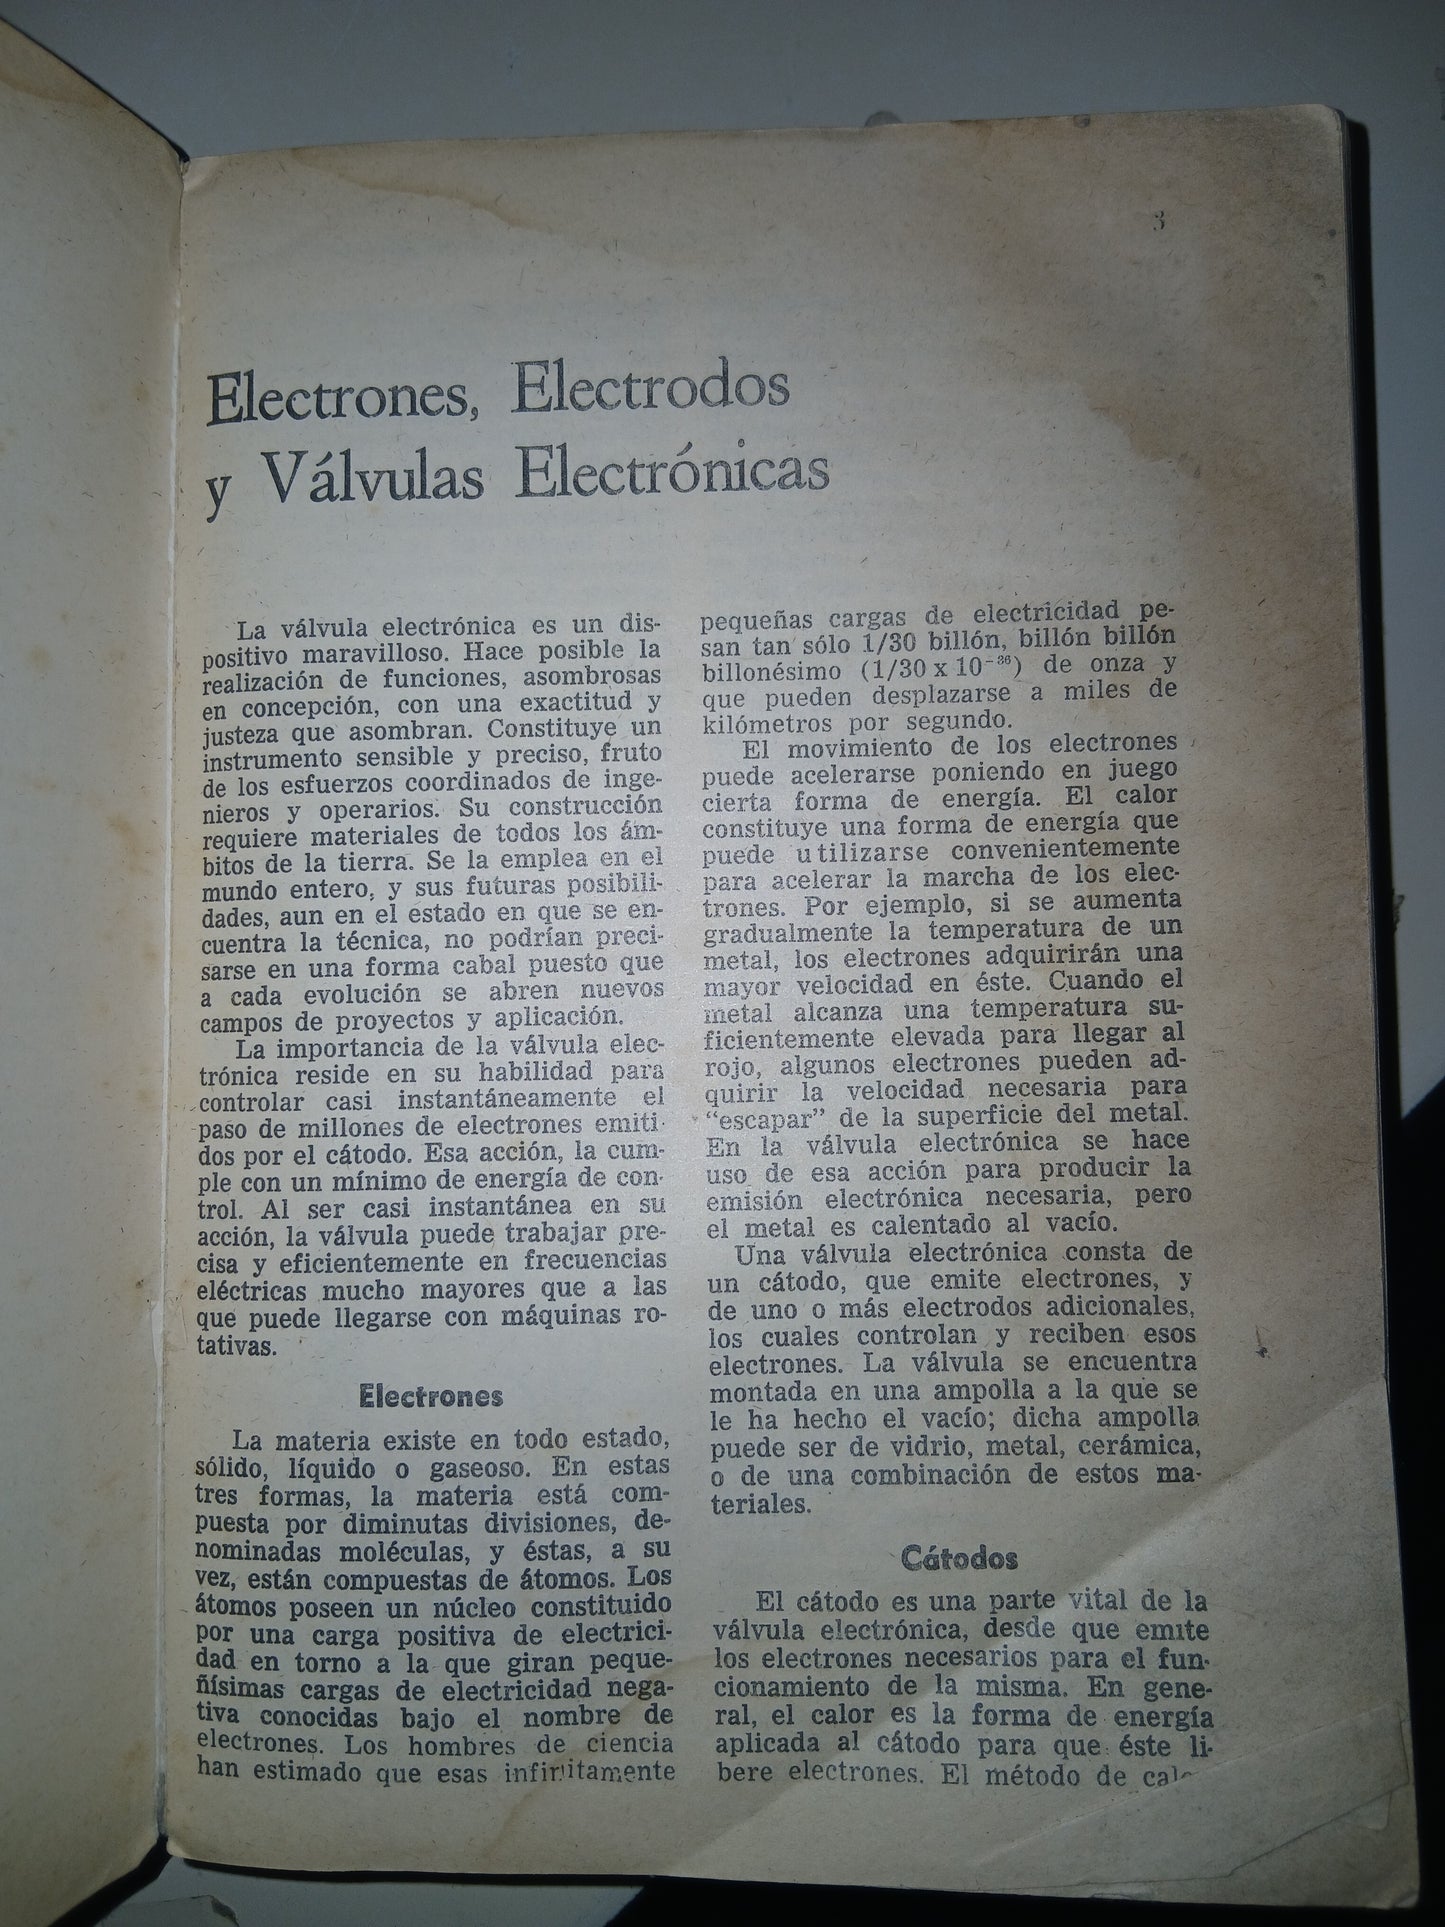 3
Electrones, Electrodos
y Válvulas Electrónicas
La válvula electrónica es un dis-
positivo maravilloso. Hace posible la
realización de funciones, asombrosas
en concepción, con una exactitud y
justeza que asombran. Constituye un
instrumento sensible y preciso, fruto
de los esfuerzos coordinados de inge-
nieros y operarios. Su construcción
requiere materiales de todos los ám-
bitos de la tierra. Se la emplea en el
mundo entero, y sus futuras posibili-
dades, aun en el estado en que se en-
cuentra la técnica, no podrían preci-
sarse en una forma cabal puesto que
a cada evolución se abren nuevos
campos de proyectos y aplicación.
La importancia de la válvula elec-
trónica reside en su habilidad para
controlar casi instantáneamente el
paso de millones de electrones emiti-
dos por el cátodo. Esa acción, la cum-
ple con un mínimo de energía de con-
trol. Al ser casi instantánea en su
acción, la válvula puede trabajar pre-
cisa y eficientemente en frecuencias
eléctricas mucho mayores que a las
que puede llegarse con máquinas ro-
tativas.
Electrones
La materia existe en todo estado,
sólido, líquido o gaseoso. En estas
tres formas, la materia está com-
puesta por diminutas divisiones, de-
nominadas moléculas, y éstas, a su
vez, están compuestas de átomos. Los
átomos poseen un núcleo constituido
por una carga positiva de electrici-
dad en torno a la que giran peque-
ñísimas cargas de electricidad nega-
tiva conocidas bajo el nombre de
electrones. Los hombres de ciencia
han estimado que esas infinitamente
pequeñas cargas de electricidad pe-
san tan sólo 1/30 billón, billón billón
billonésimo (1/30 x 10⁻³⁶) de onza y
que pueden desplazarse a miles de
kilómetros por segundo.
El movimiento de los electrones
puede acelerarse poniendo en juego
cierta forma de energía. El calor
constituye una forma de energía que
puede utilizarse convenientemente
para acelerar la marcha de los elec-
trones. Por ejemplo, si se aumenta
gradualmente la temperatura de un
metal, los electrones adquirirán una
mayor velocidad en éste. Cuando el
metal alcanza una temperatura su-
ficientemente elevada para llegar al
rojo, algunos electrones pueden ad-
quirir la velocidad necesaria para
"escapar" de la superficie del metal.
En la válvula electrónica se hace
uso de esa acción para producir la
emisión electrónica necesaria, pero
el metal es calentado al vacío.
Una válvula electrónica consta de
un cátodo, que emite electrones, y
de uno o más electrodos adicionales,
los cuales controlan y reciben esos
electrones. La válvula se encuentra
montada en una ampolla a la que se
le ha hecho el vacío; dicha ampolla
puede ser de vidrio, metal, cerámica,
o de una combinación de estos ma-
teriales.
Cátodos
El cátodo es una parte vital de la
válvula electrónica, desde que emite
los electrones necesarios para el fun-
cionamiento de la misma. En gene-
ral, el calor es la forma de energía
aplicada al cátodo para que éste li-
bere electrones. El método de